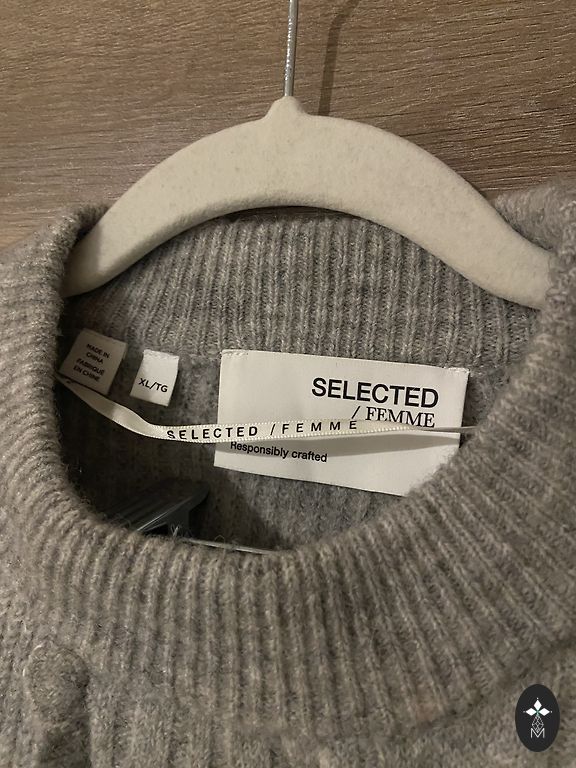 MADE IN
CHINA
FABRIQUÉ
EN CHINE
XL/TG
SELECTED
/ FEMME
SELECTED / FEMME
Responsibly crafted